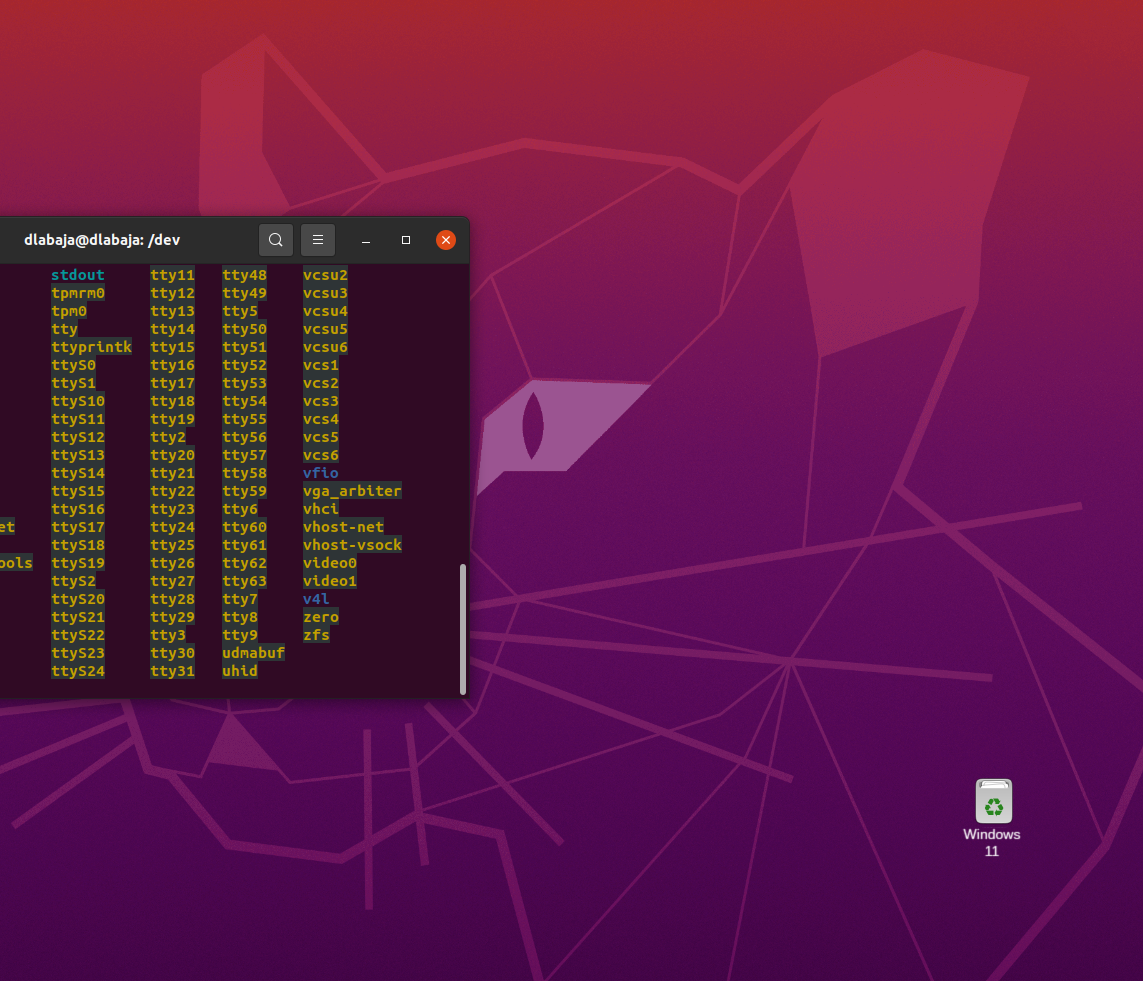 dlabaja@dlabaja: /dev
stdout tty11 tty48 vcsu2
tpmrm0 tty12 tty49 vcsu3
tpm0 tty13 tty5 vcsu4
tty tty14 tty50 vcsu5
ttyprintk tty15 tty51 vcsu6
ttyS0 tty16 tty52 vcs1
ttyS1 tty17 tty53 vcs2
ttyS10 tty18 tty54 vcs3
ttyS11 tty19 tty55 vcs4
ttyS12 tty2 tty56 vcs5
ttyS13 tty20 tty57 vcs6
ttyS14 tty21 tty58 vfio
ttyS15 tty22 tty59 vga_arbiter
ttyS16 tty23 tty6 vhci
et ttyS17 tty24 tty60 vhost-net
ttyS18 tty25 tty61 vhost-vsock
ools ttyS19 tty26 tty62 video0
ttyS2 tty27 tty63 video1
ttyS20 tty28 tty7 v4l
ttyS21 tty29 tty8 zero
ttyS22 tty3 tty9 zfs
ttyS23 tty30 udmabuf
ttyS24 tty31 uhid
Windows
11